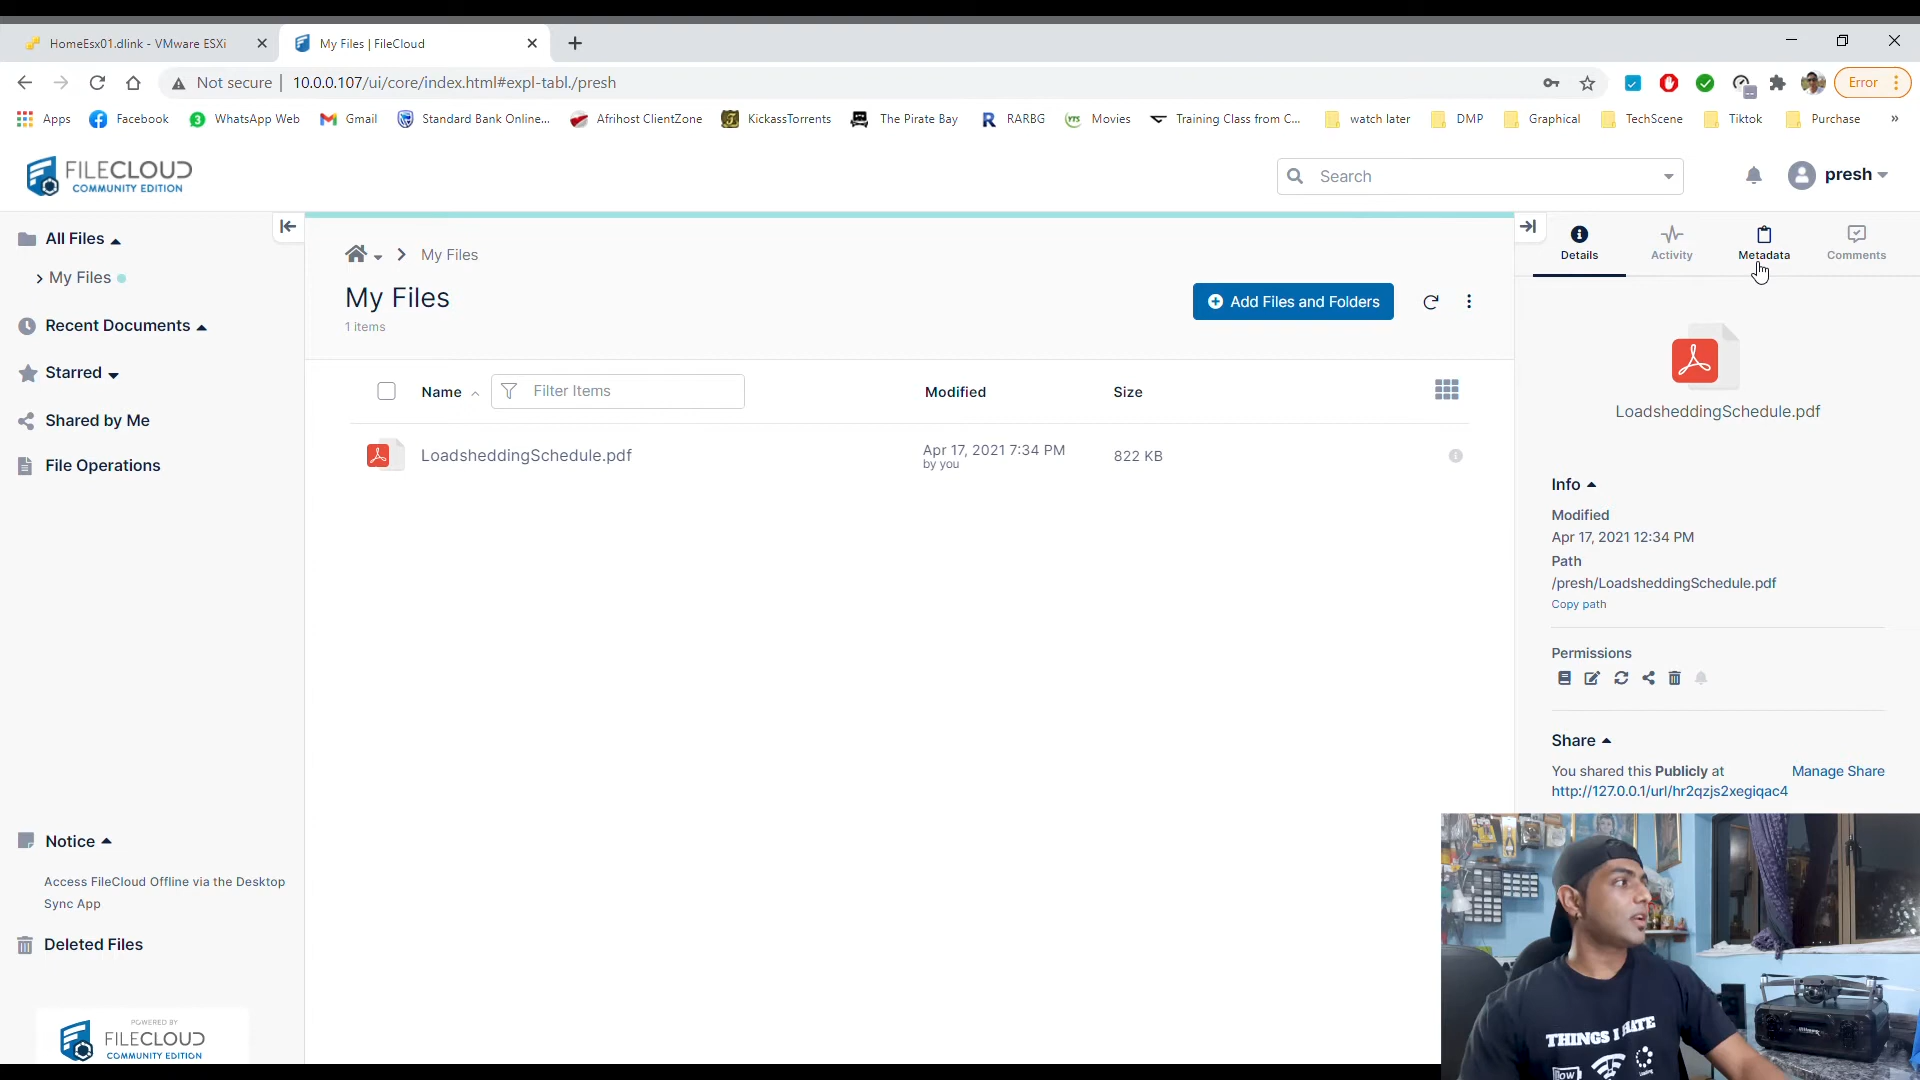 HomeEsx01.dlink - VMware ESXi
My Files | FileCloud
Not secure
10.0.0.107/ui/core/index.html#expl-tabl./presh
Error
Apps
Facebook
WhatsApp Web
Gmail
Standard Bank Online...
Afrihost ClientZone
KickassTorrents
The Pirate Bay
RARBG
Movies
Training Class from C...
watch later
DMP
Graphical
TechScene
Tiktok
Purchase
»
FILECLOUD
COMMUNITY EDITION
Search
presh
All Files
My Files
Recent Documents
Starred
Shared by Me
File Operations
Notice
Access FileCloud Offline via the Desktop
Sync App
Deleted Files
POWERED BY
FILECLOUD
COMMUNITY EDITION
My Files
My Files
1 items
Add Files and Folders
Name
Filter Items
Modified
Size
LoadsheddingSchedule.pdf
Apr 17, 2021 7:34 PM
by you
822 KB
Details
Activity
Metadata
Comments
LoadsheddingSchedule.pdf
Info
Modified
Apr 17, 2021 12:34 PM
Path
/presh/LoadsheddingSchedule.pdf
Copy path
Permissions
Share
You shared this Publicly at
Manage Share
http://127.0.0.1/url/hr2qzjs2xegiqac4
THINGS I HATE
LOW